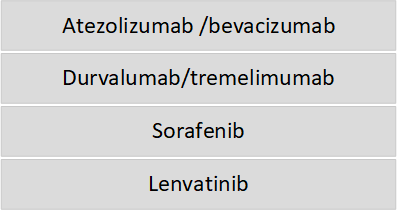 Atezolizumab /bevacizumab
Durvalumab/tremelimumab
Sorafenib
Lenvatinib